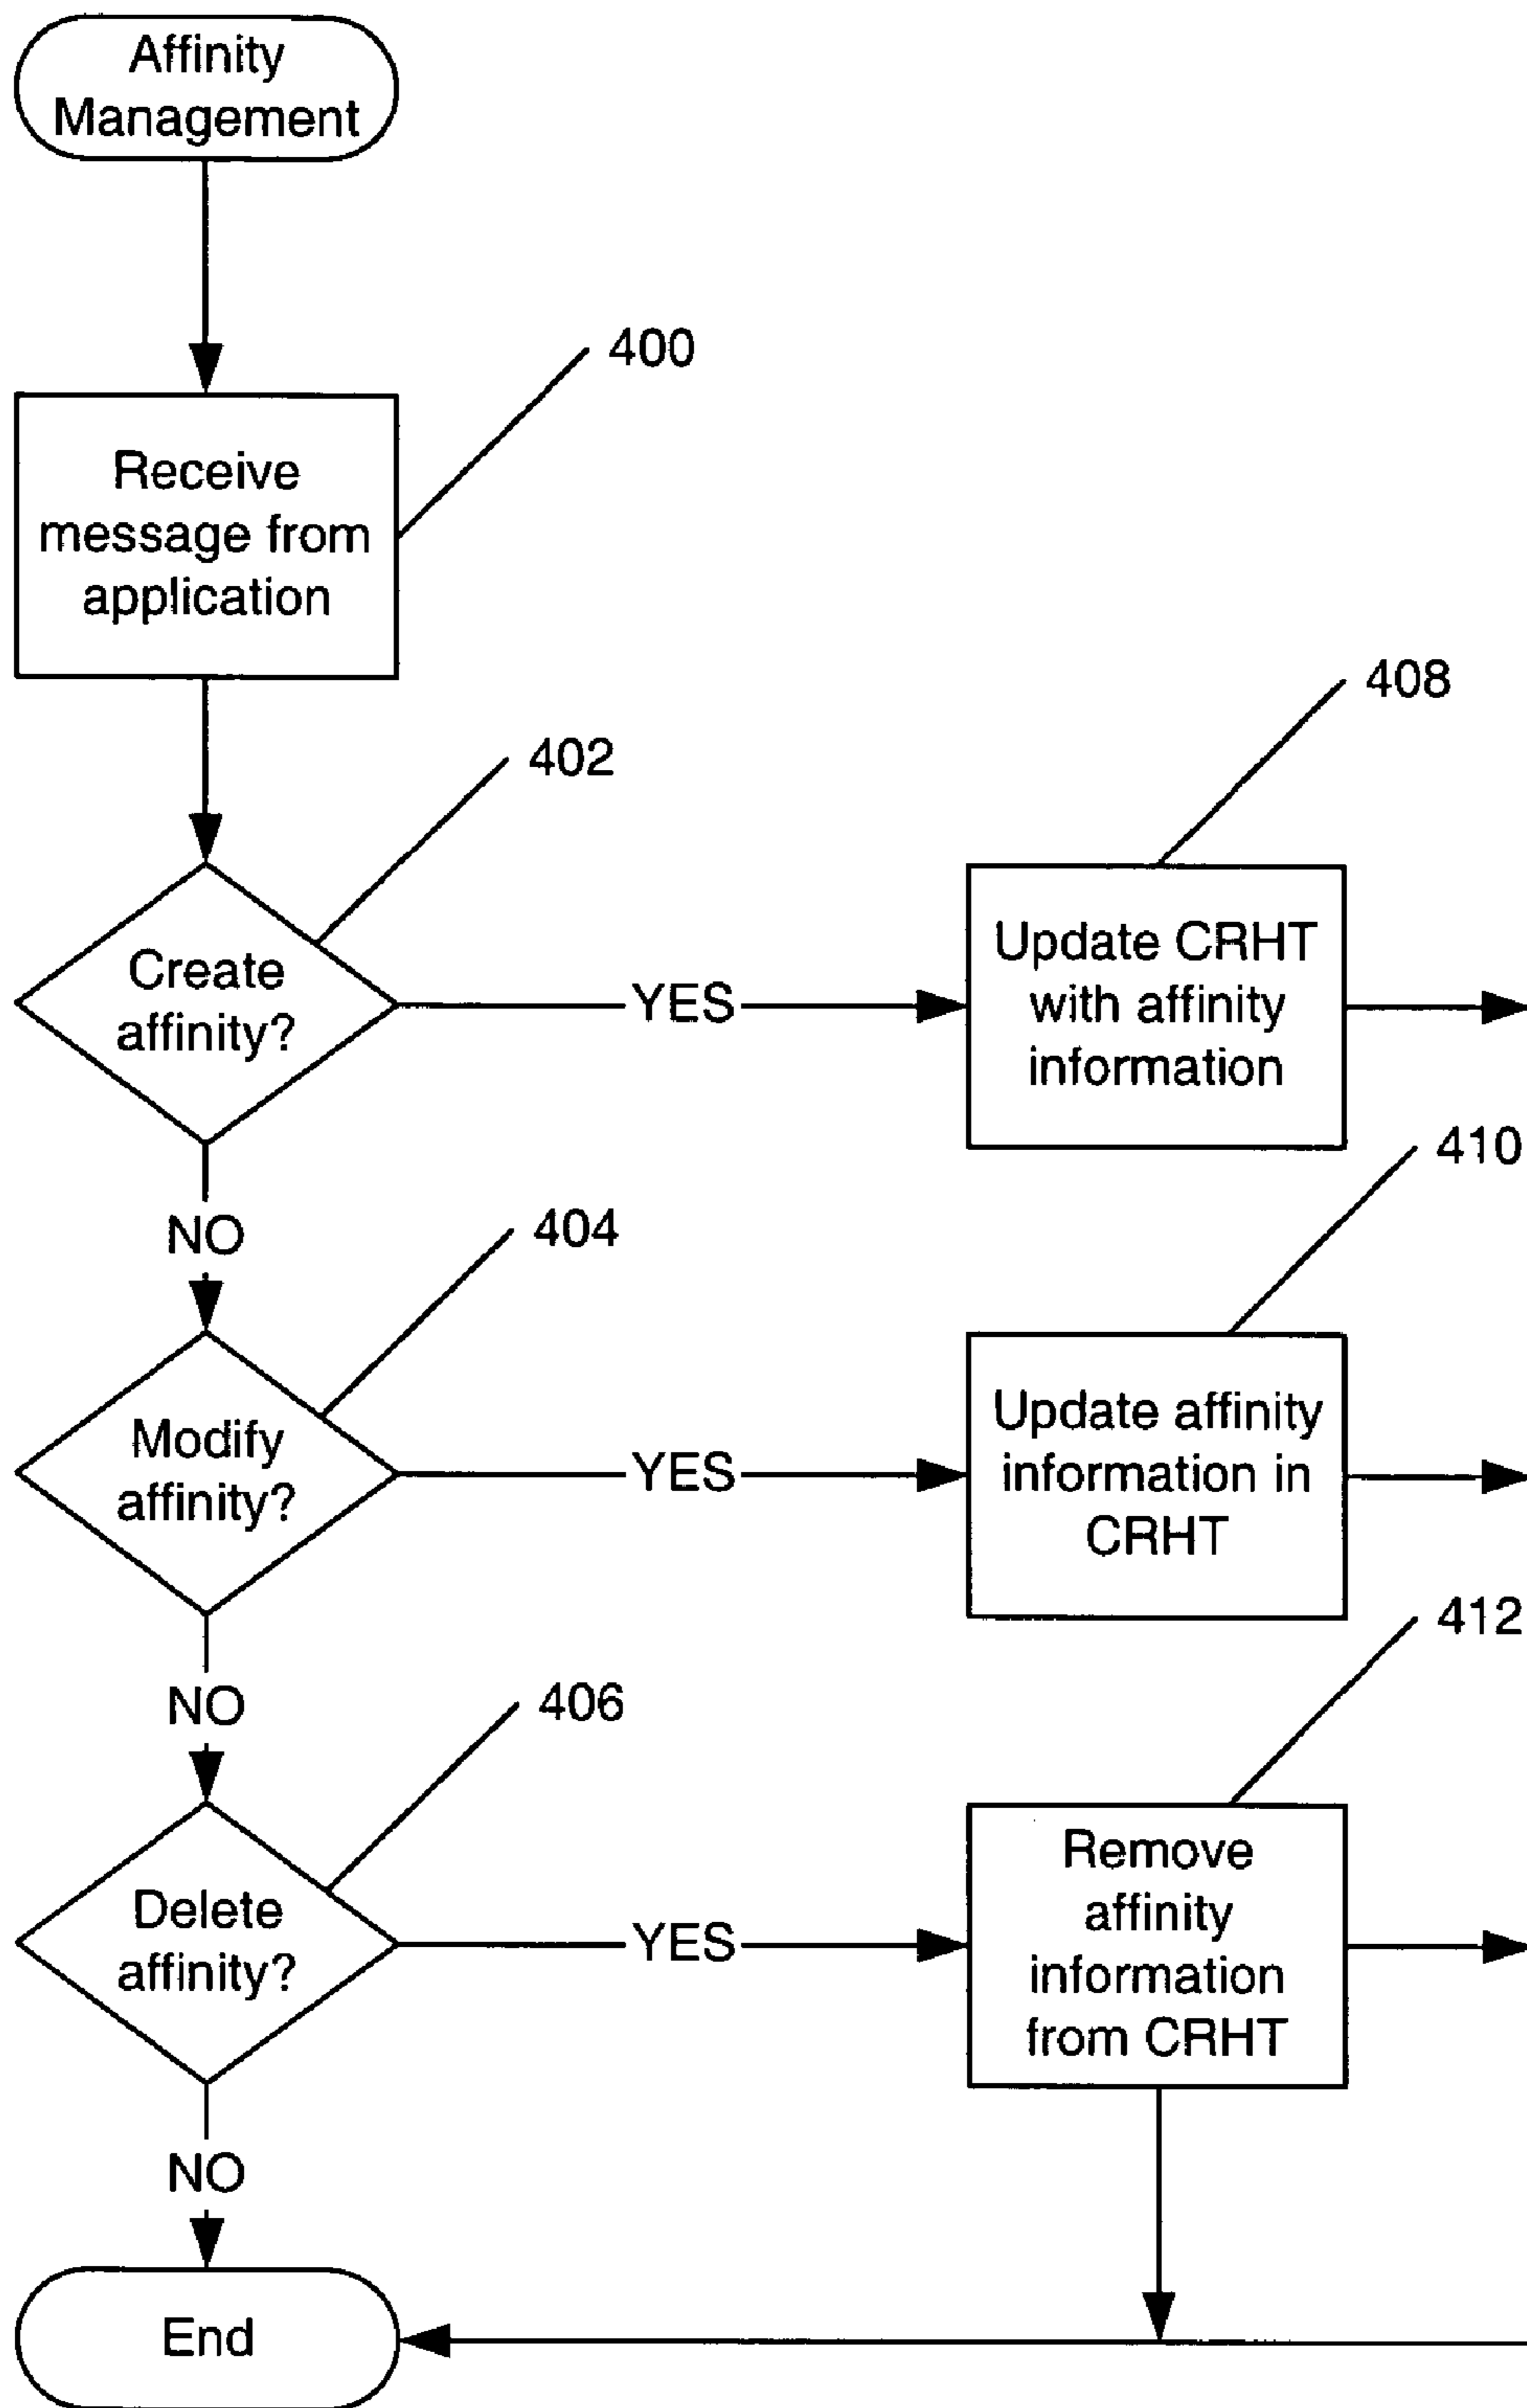 Affinity
Management
400
Receive
message from
application
408
402
Create
affinity?
YES
Update CRHT
with affinity
information
410
NO
404
Modify
affinity?
YES
Update affinity
information in
CRHT
412
NO
406
Delete
affinity?
YES
Remove
affinity
information
from CRHT
NO
End